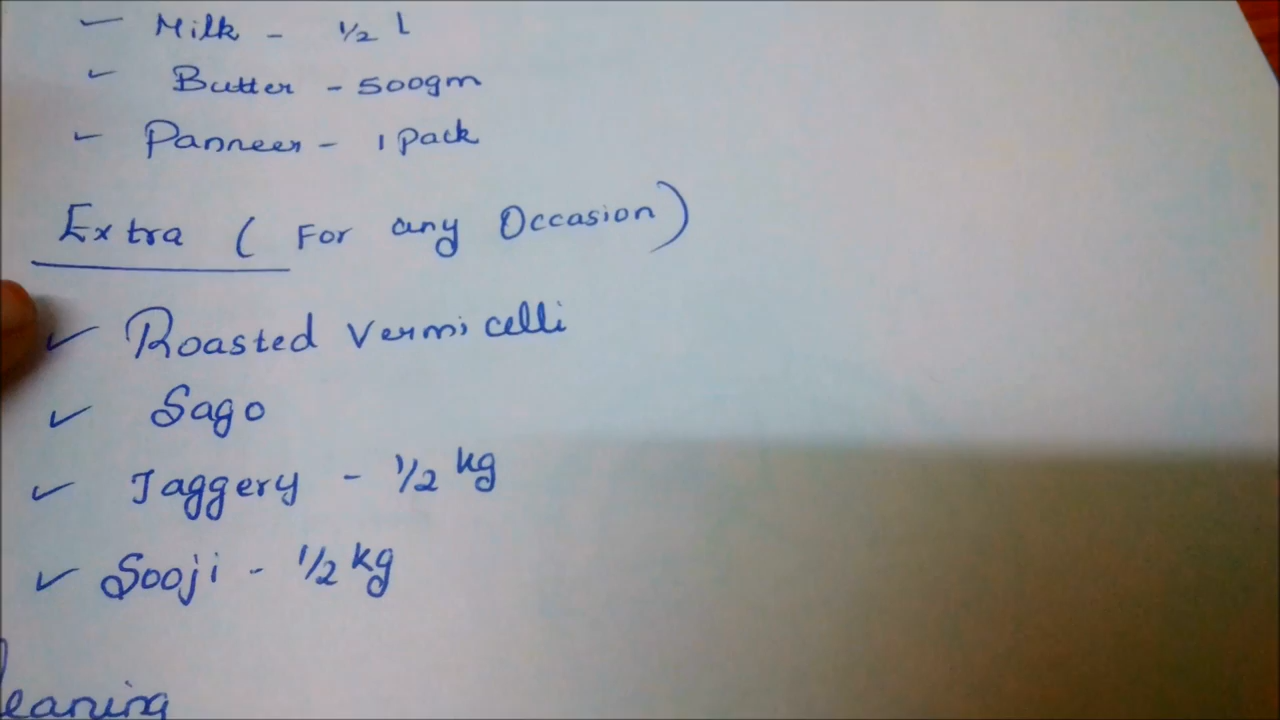 Milk - 1/2 L
Butter - 500gm
Panneer - 1 Pack
Extra ( For any Occasion)
Roasted Vermicelli
Sago
Jaggery - 1/2 kg
Sooji - 1/2 kg
leaning